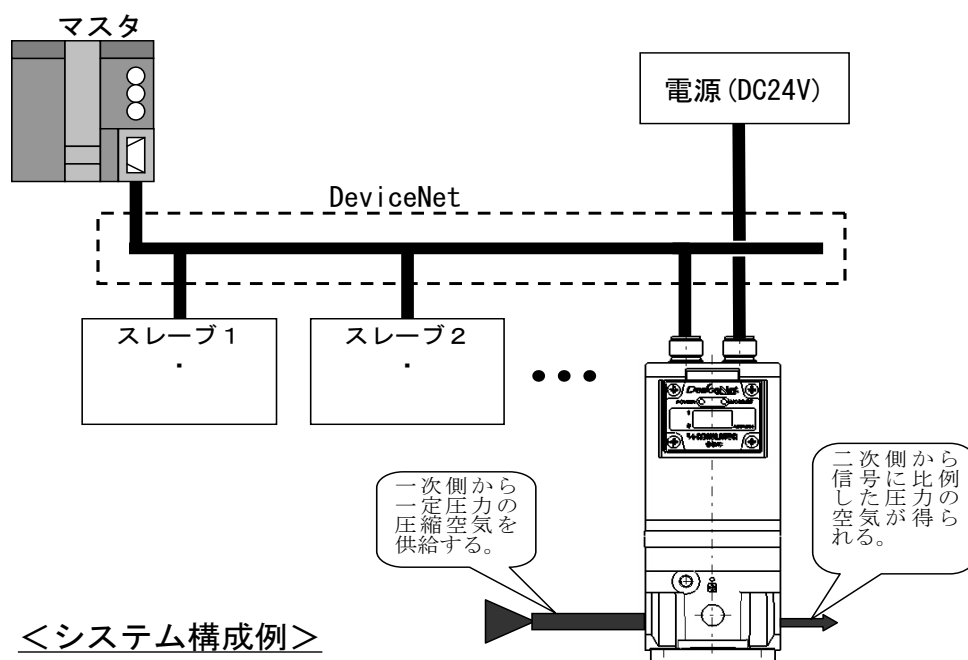 マスタ
電源(DC24V)
DeviceNet
スレーブ1
スレーブ2
DeviceNet
一次側から
一定圧力の
圧縮空気を
供給する。
二次側から
信号に比例
した圧力の
空気が得ら
れる。
<システム構成例>